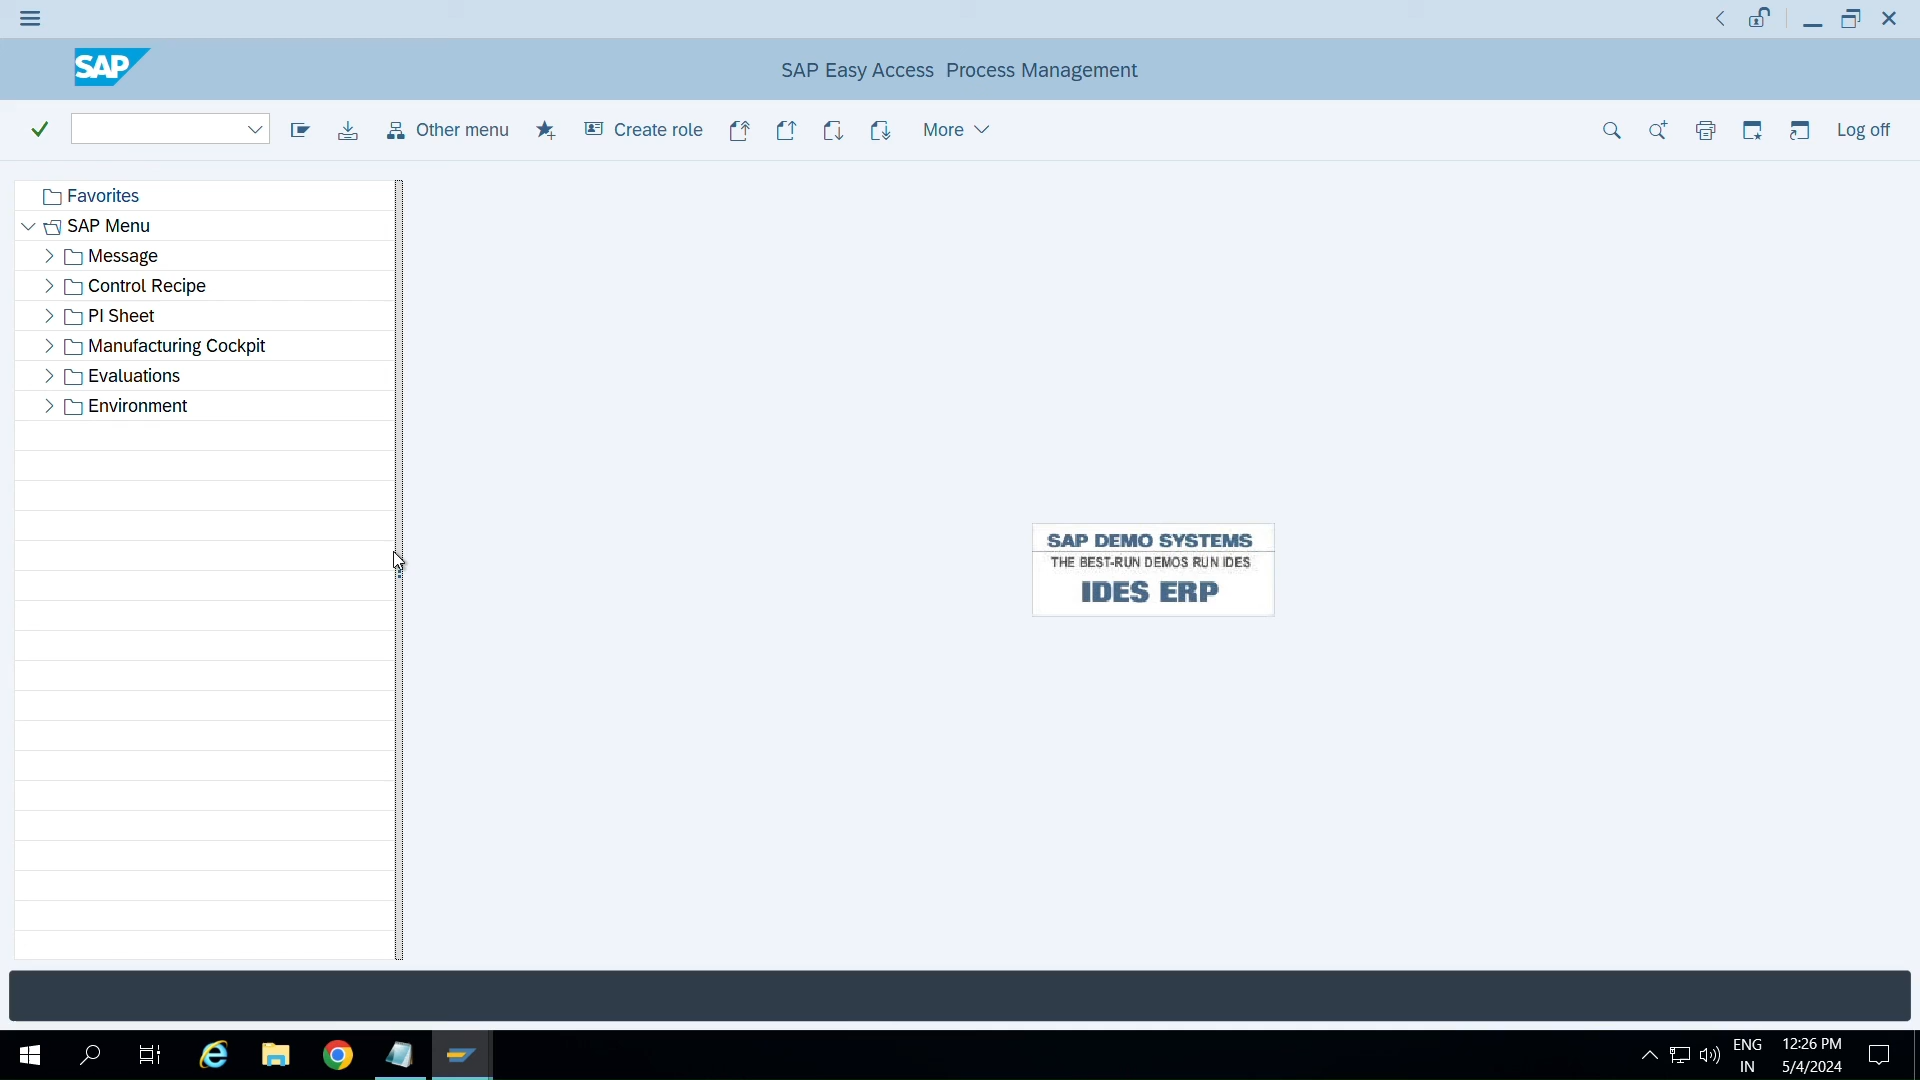 SAP
SAP Easy Access Process Management
Other menu
Create role
More
Log off
Favorites
SAP Menu
Message
Control Recipe
PI Sheet
Manufacturing Cockpit
Evaluations
Environment
SAP DEMO SYSTEMS
THE BEST-RUN DEMOS RUN IDES
IDES ERP
ENG
IN
12:26 PM
5/4/2024